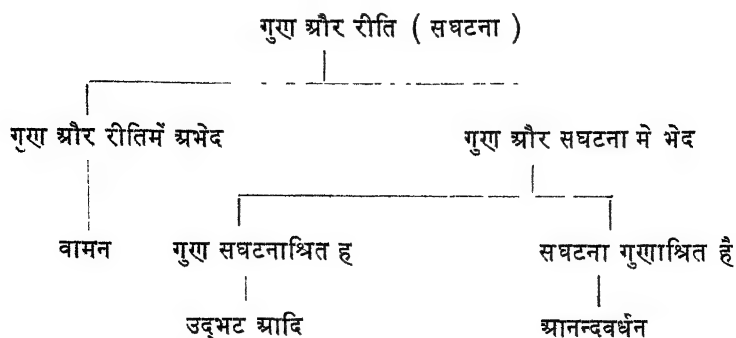 गुण और रीति ( सघटना )
गुण और रीतिमें अभेद गुण और सघटना मे भेद
वामन गुण सघटनाश्रित ह सघटना गुणाश्रित है
उद्भट आदि आनन्दवर्धन